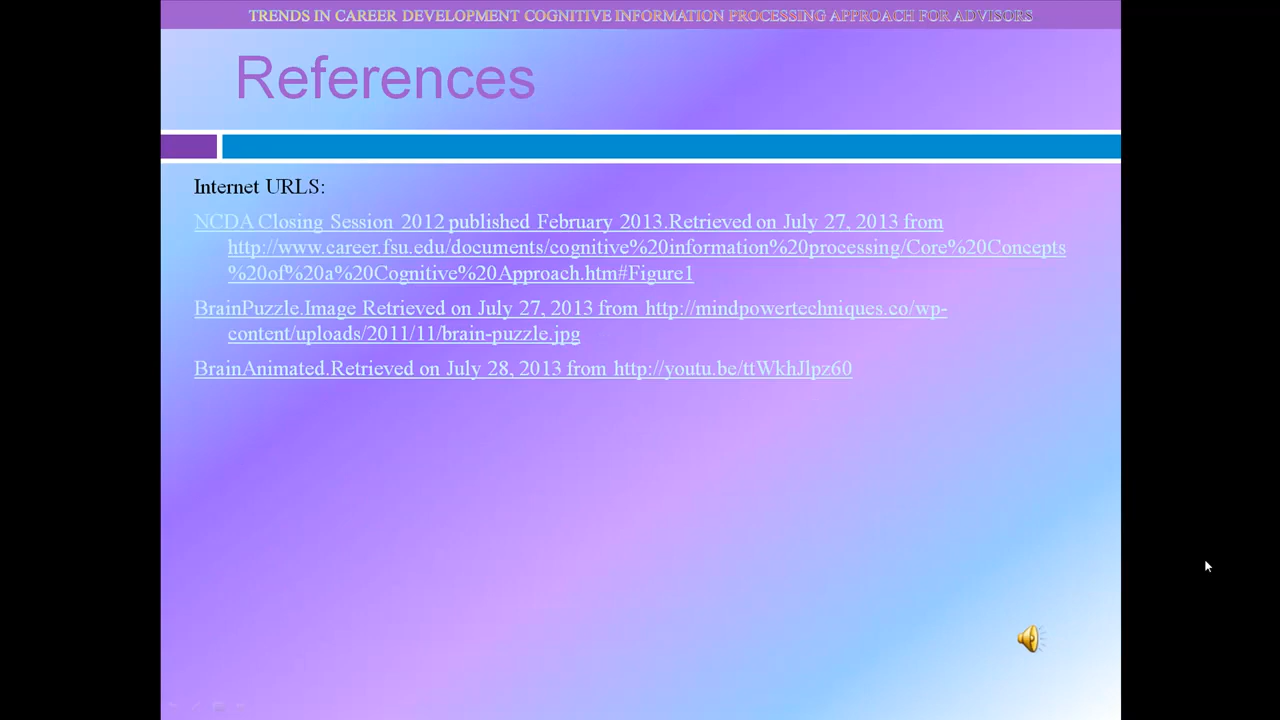 TRENDS IN CAREER DEVELOPMENT COGNITIVE INFORMATION PROCESSING APPROACH FOR ADVISORS
References
Internet URLS:
NCDA Closing Session 2012 published February 2013.Retrieved on July 27, 2013 from
http://www.career.fsu.edu/documents/cognitive%20information%20processing/Core%20Concepts
%20of%20a%20Cognitive%20Approach.htm#Figure1
BrainPuzzle.Image Retrieved on July 27, 2013 from http://mindpowertechniques.co/wp-
content/uploads/2011/11/brain-puzzle.jpg
BrainAnimated.Retrieved on July 28, 2013 from http://youtu.be/ttWkhJlpz60